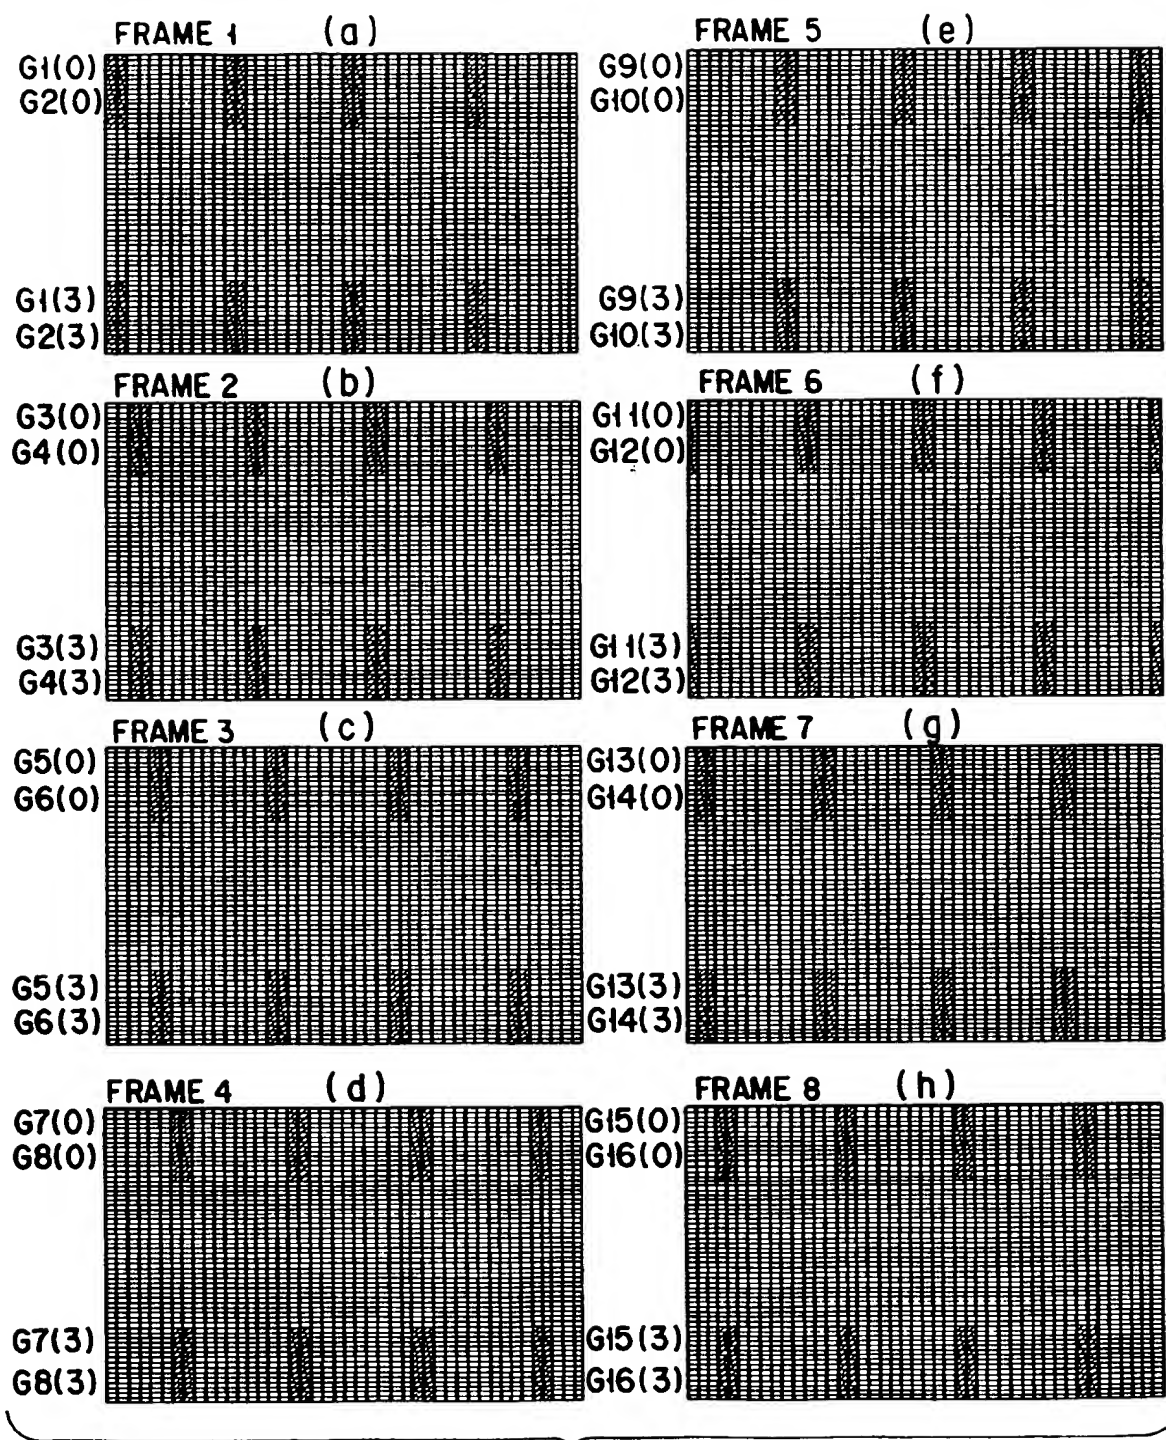 FRAME 1 (a)
G1(0)
G2(0)
G1(3)
G2(3)
FRAME 2 (b)
G3(0)
G4(0)
G3(3)
G4(3)
FRAME 3 (c)
G5(0)
G6(0)
G5(3)
G6(3)
FRAME 4 (d)
G7(0)
G8(0)
G7(3)
G8(3)
FRAME 5 (e)
G9(0)
G10(0)
G9(3)
G10(3)
FRAME 6 (f)
G11(0)
G12(0)
G11(3)
G12(3)
FRAME 7 (g)
G13(0)
G14(0)
G13(3)
G14(3)
FRAME 8 (h)
G15(0)
G16(0)
G15(3)
G16(3)